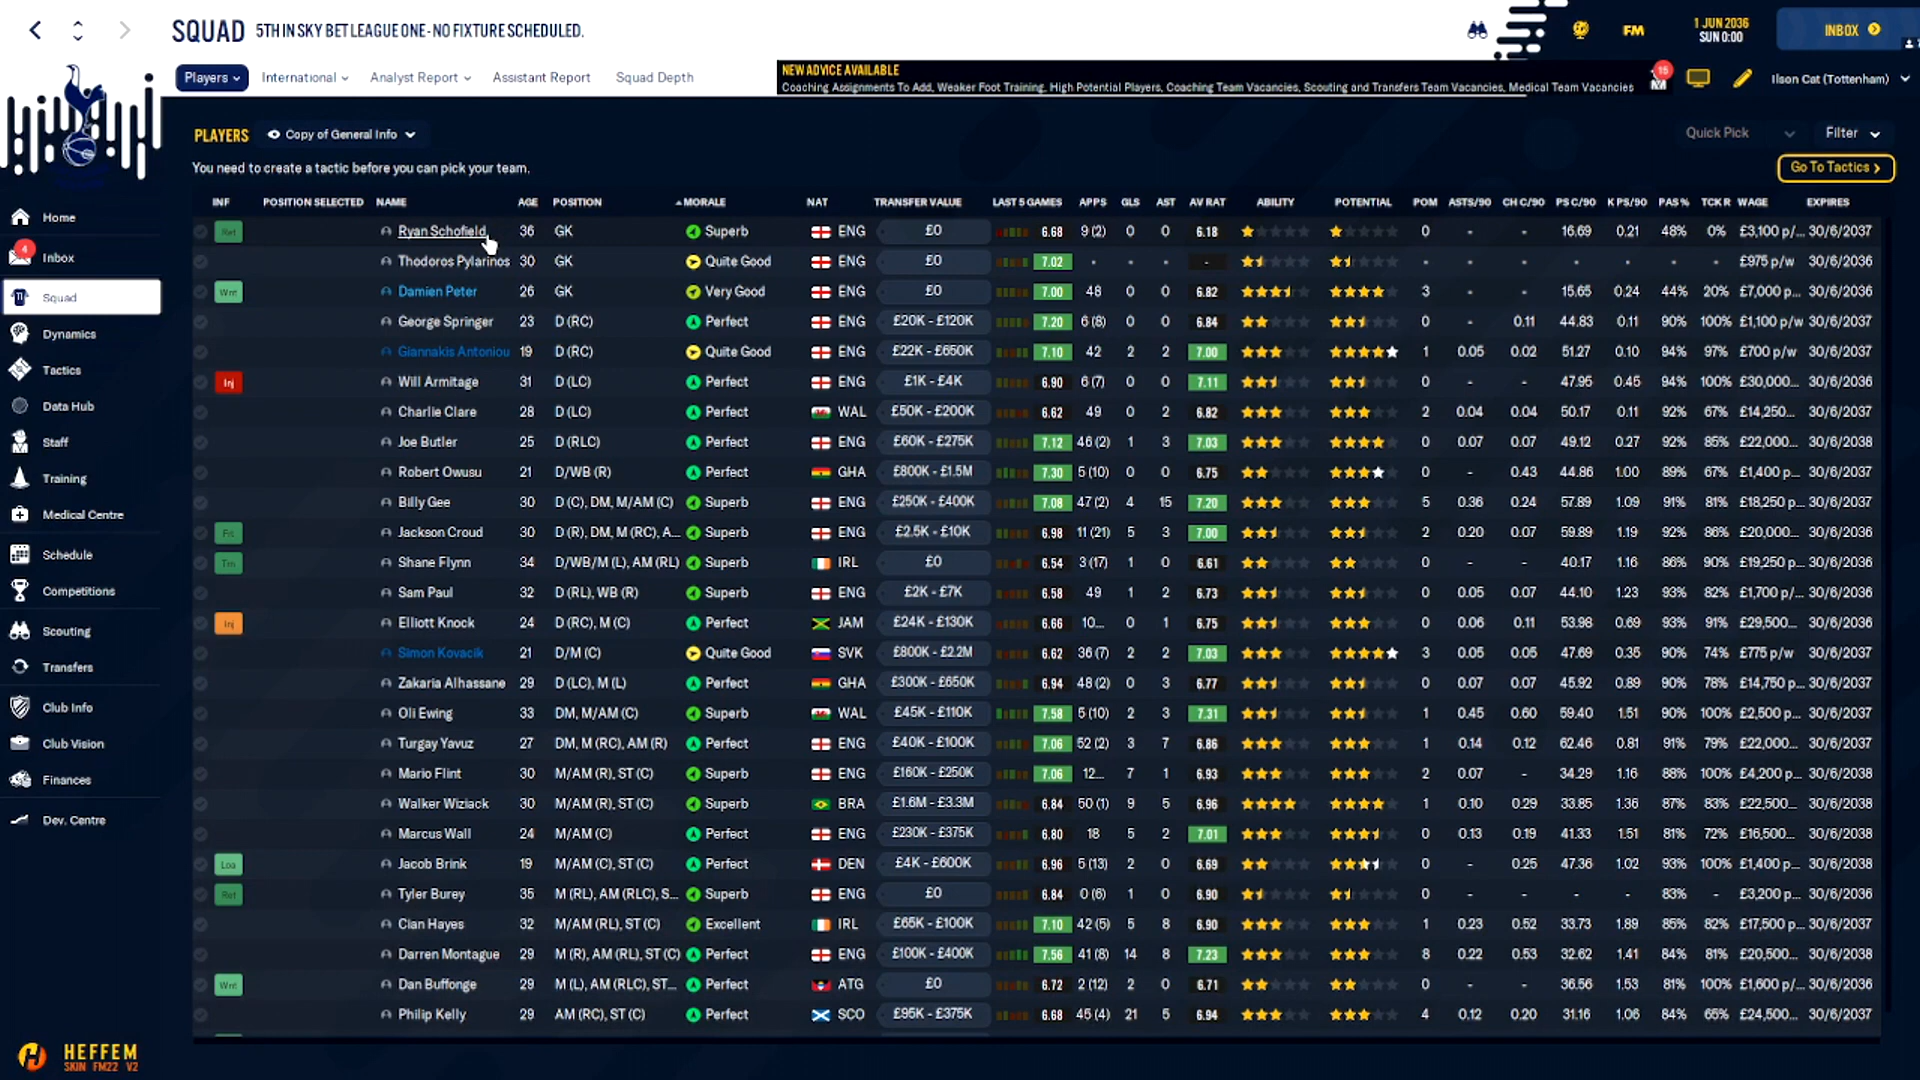 SQUAD 5TH IN SKY BET LEAGUE ONE - NO FIXTURE SCHEDULED.
FM
1 JUN 2036
SUN 0:00
INBOX
Players International Analyst Report Assistant Report Squad Depth
NEW ADVICE AVAILABLE
Coaching Assignments To Add, Weaker Foot Training, High Potential Players, Coaching Team Vacancies, Scouting and Transfers Team Vacancies, Medical Team Vacancies
15
Ilson Cat (Tottenham)
PLAYERS Copy of General Info Quick Pick Filter
You need to create a tactic before you can pick your team. Go To Tactics
INF POSITION SELECTED NAME AGE POSITION MORALE NAT TRANSFER VALUE LAST 5 GAMES APPS GLS AST AV RAT ABILITY POTENTIAL POM ASTS/90 CH C/90 PS C/90 K PS/90 PAS % TCK R WAGE EXPIRES
Ret Ryan Schofield 36 GK Superb ENG £0 6.68 9 (2) 0 0 6.18 0 - - 16.69 0.21 48% 0% £3,100 p/... 30/6/2037
Thodoros Pylarinos 30 GK Quite Good ENG £0 7.02 - - - - - - - - - - - £975 p/w 30/6/2036
Wnt Damien Peter 26 GK Very Good ENG £0 7.00 48 0 0 6.82 3 - - 15.65 0.24 44% 20% £7,000 p... 30/6/2036
George Springer 23 D (RC) Perfect ENG £20K - £120K 7.20 6 (8) 0 0 6.84 0 - 0.11 44.83 0.11 90% 100% £1,100 p/w 30/6/2037
Giannakis Antoniou 19 D (RC) Quite Good ENG £22K - £650K 7.10 42 2 2 7.00 1 0.05 0.02 51.27 0.10 94% 97% £700 p/w 30/6/2037
Inj Will Armitage 31 D (LC) Perfect ENG £1K - £4K 6.90 6 (7) 0 0 7.11 0 - - 47.95 0.45 94% 100% £30,000... 30/6/2036
Charlie Clare 28 D (LC) Perfect WAL £50K - £200K 6.62 49 0 2 6.82 2 0.04 0.04 50.17 0.11 92% 67% £14,250... 30/6/2037
Joe Butler 25 D (RLC) Perfect ENG £60K - £275K 7.12 46 (2) 1 3 7.03 0 0.07 0.07 49.12 0.27 92% 85% £22,000... 30/6/2038
Robert Owusu 21 D/WB (R) Perfect GHA £800K - £1.5M 7.30 5 (10) 0 0 6.75 0 - 0.43 44.86 1.00 89% 67% £1,400 p/... 30/6/2037
Billy Gee 30 D (C), DM, M/AM (C) Superb ENG £250K - £400K 7.08 47 (2) 4 15 7.20 5 0.36 0.24 57.89 1.09 91% 81% £18,250 p... 30/6/2037
Fit Jackson Croud 30 D (R), DM, M (RC), A... Superb ENG £2.5K - £10K 6.98 11 (21) 5 3 7.00 2 0.20 0.07 59.89 1.19 92% 86% £20,000... 30/6/2036
Trn Shane Flynn 34 D/WB/M (L), AM (RL) Superb IRL £0 6.54 3 (17) 1 0 6.61 0 - - 40.17 1.16 86% 90% £19,250 p... 30/6/2036
Sam Paul 32 D (RL), WB (R) Superb ENG £2K - £7K 6.58 49 1 2 6.73 0 0.05 0.07 44.10 1.23 93% 82% £1,700 p/... 30/6/2036
Inj Elliott Knock 24 D (RC), M (C) Perfect JAM £24K - £130K 6.66 10... 0 1 6.75 0 0.06 0.11 53.98 0.69 93% 91% £29,500... 30/6/2036
Simon Kovacik 21 D/M (C) Quite Good SVK £800K - £2.2M 6.62 36 (7) 2 2 7.03 3 0.05 0.05 47.69 0.35 90% 74% £775 p/w 30/6/2037
Zakaria Alhassane 29 D (LC), M (L) Perfect GHA £300K - £650K 6.94 48 (2) 0 3 6.77 0 0.07 0.07 45.92 0.89 90% 78% £14,750 p... 30/6/2037
Oli Ewing 33 DM, M/AM (C) Superb WAL £45K - £110K 7.58 5 (10) 2 3 7.31 1 0.45 0.60 59.40 1.51 90% 100% £2,500 p/... 30/6/2037
Turgay Yavuz 27 DM, M (RC), AM (R) Perfect ENG £40K - £100K 7.06 52 (2) 3 7 6.86 1 0.14 0.12 62.46 0.81 91% 79% £22,000... 30/6/2037
Mario Flint 30 M/AM (R), ST (C) Superb ENG £160K - £250K 7.06 12... 7 1 6.93 2 0.07 - 34.29 1.16 88% 100% £4,200 p/... 30/6/2038
Walker Wiziack 30 M/AM (R), ST (C) Superb BRA £1.6M - £3.3M 6.84 50 (1) 9 5 6.96 1 0.10 0.29 33.85 1.36 87% 83% £22,500... 30/6/2038
Marcus Wall 24 M/AM (C) Perfect ENG £230K - £375K 6.80 18 5 2 7.01 0 0.13 0.19 41.33 1.51 81% 72% £16,500... 30/6/2038
Loa Jacob Brink 19 M/AM (C), ST (C) Perfect DEN £4K - £600K 6.96 5 (13) 2 0 6.69 0 - 0.25 47.36 1.02 93% 100% £1,400 p/... 30/6/2038
Ret Tyler Burey 35 M (RL), AM (RLC), S... Superb ENG £0 6.84 0 (6) 1 0 6.90 0 - - - - 83% - £3,200 p/... 30/6/2036
Cian Hayes 32 M/AM (RL), ST (C) Excellent IRL £65K - £100K 7.10 42 (5) 5 8 6.90 1 0.23 0.52 33.73 1.89 85% 82% £17,500 p/... 30/6/2037
Darren Montague 29 M (R), AM (RL), ST (C) Perfect ENG £100K - £400K 7.56 41 (8) 14 8 7.23 8 0.22 0.53 32.62 1.41 84% 81% £20,500... 30/6/2038
Wnt Dan Buffonge 29 M (L), AM (RLC), ST... Perfect ATG £0 6.72 2 (12) 2 0 6.71 0 - - 36.56 1.53 81% 100% £1,600 p/... 30/6/2036
Philip Kelly 29 AM (RC), ST (C) Perfect SCO £95K - £375K 6.68 45 (4) 21 5 6.94 4 0.12 0.20 31.16 1.06 84% 65% £24,500... 30/6/2037
Home
4
Inbox
Squad
Dynamics
Tactics
Data Hub
Staff
Training
Medical Centre
Schedule
Competitions
Scouting
Transfers
Club Info
Club Vision
Finances
Dev. Centre
HEFFEM
SKIN FM22 V2